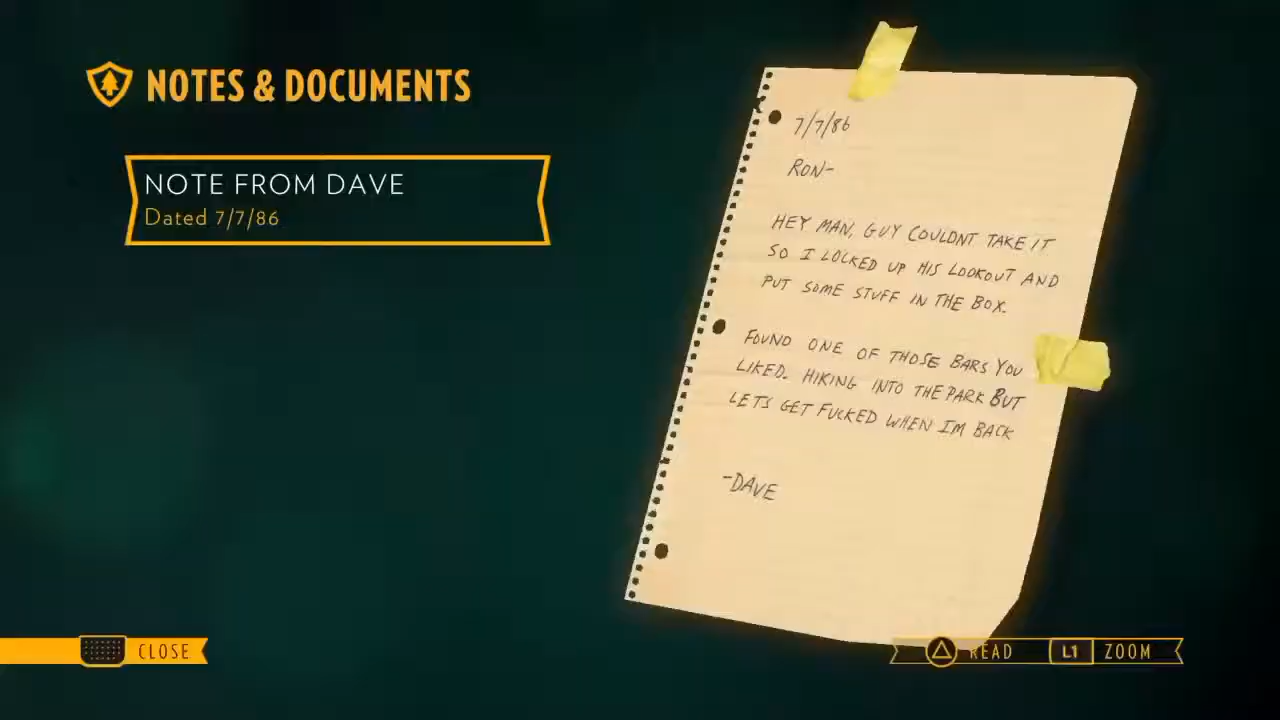 NOTES & DOCUMENTS
NOTE FROM DAVE
Dated 7/7/86
7/7/86
RON-
HEY MAN, GUY COULDNT TAKE IT
SO I LOCKED UP HIS LOOKOUT AND
PUT SOME STUFF IN THE BOX.
FOUND ONE OF THOSE BARS YOU
LIKED. HIKING INTO THE PARK BUT
LETS GET FUCKED WHEN IM BACK
-DAVE
CLOSE
READ
L1 ZOOM